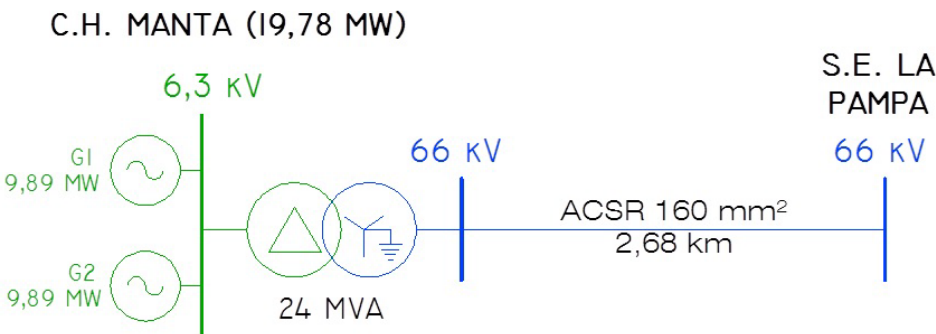 C.H. MANTA (19,78 MW)
6,3 kV
S.E. LA
PAMPA
G1
9,89 MW
66 kV
66 kV
ACSR 160 mm²
2,68 km
G2
9,89 MW
24 MVA